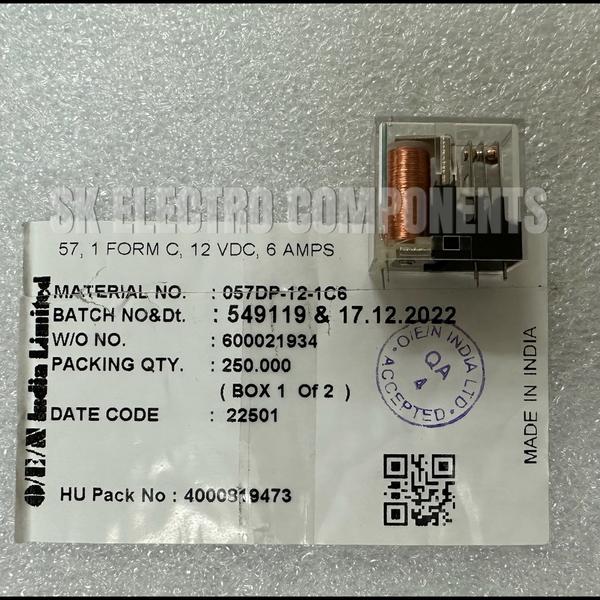 SK ELECTRO COMPONENTS
57, 1 FORM C, 12 VDC, 6 AMPS
MATERIAL NO. : 057DP-12-1C6
BATCH NO&Dt. : 549119 & 17.12.2022
W/O NO. : 600021934
PACKING QTY. : 250.000
( BOX 1 Of 2 )
DATE CODE : 22501
HU Pack No : 4000819473
O/E/N India Limited
O/E/N INDIA LTD.
QA
4
ACCEPTED
MADE IN INDIA